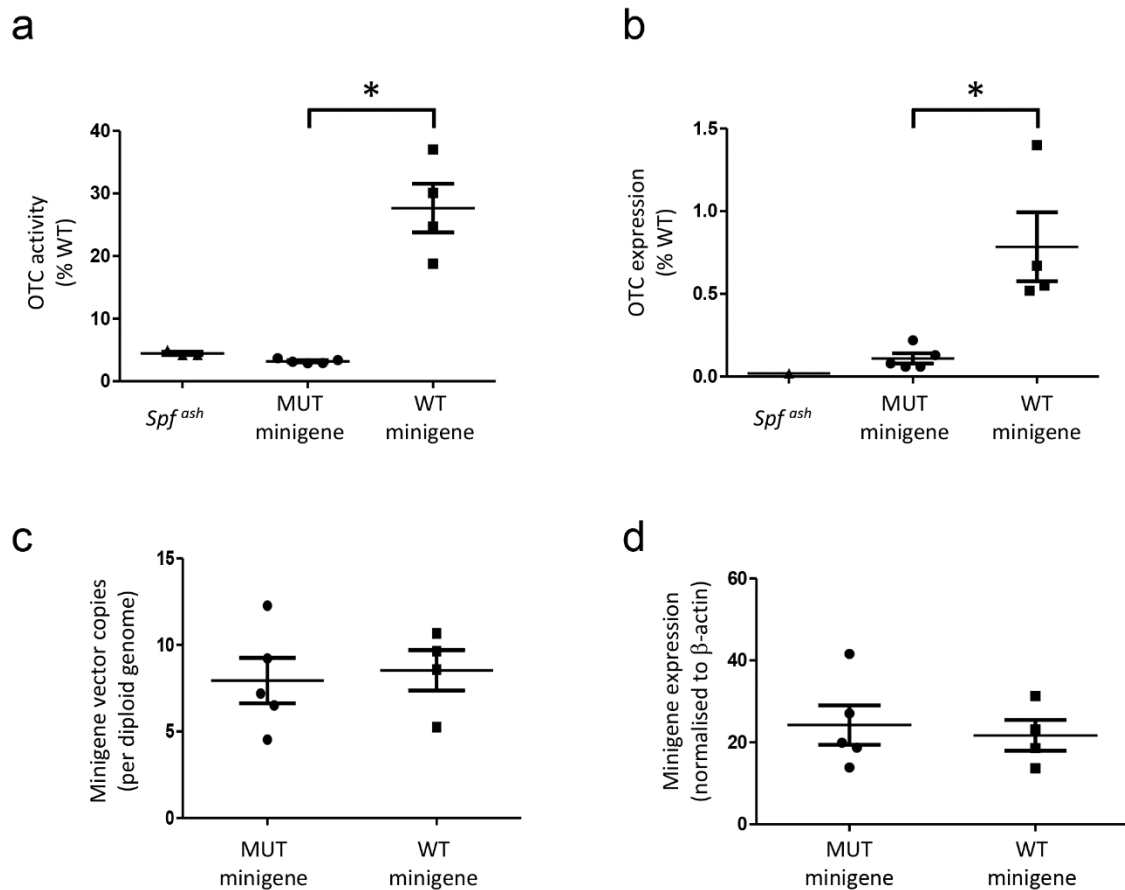 a
*
OTC activity
(% WT)
40
30
20
10
0
Spf ash
MUT
minigene
WT
minigene
b
*
OTC expression
(% WT)
1.5
1.0
0.5
0.0
Spf ash
MUT
minigene
WT
minigene
c
Minigene vector copies
(per diploid genome)
15
10
5
0
MUT
minigene
WT
minigene
d
Minigene expression
(normalised to β-actin)
60
40
20
0
MUT
minigene
WT
minigene